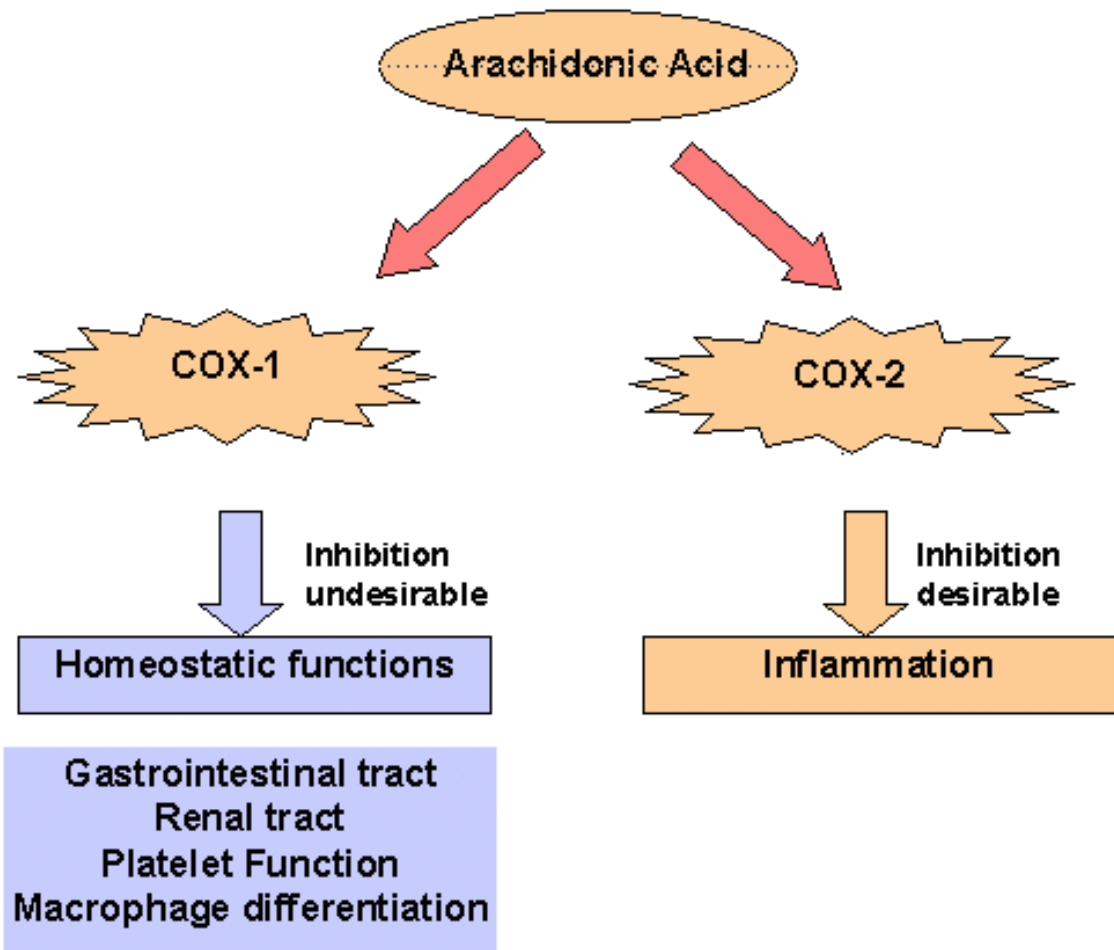 Arachidonic Acid
COX-1
COX-2
Inhibition
undesirable
Inhibition
desirable
Homeostatic functions
Inflammation
Gastrointestinal tract
Renal tract
Platelet Function
Macrophage differentiation